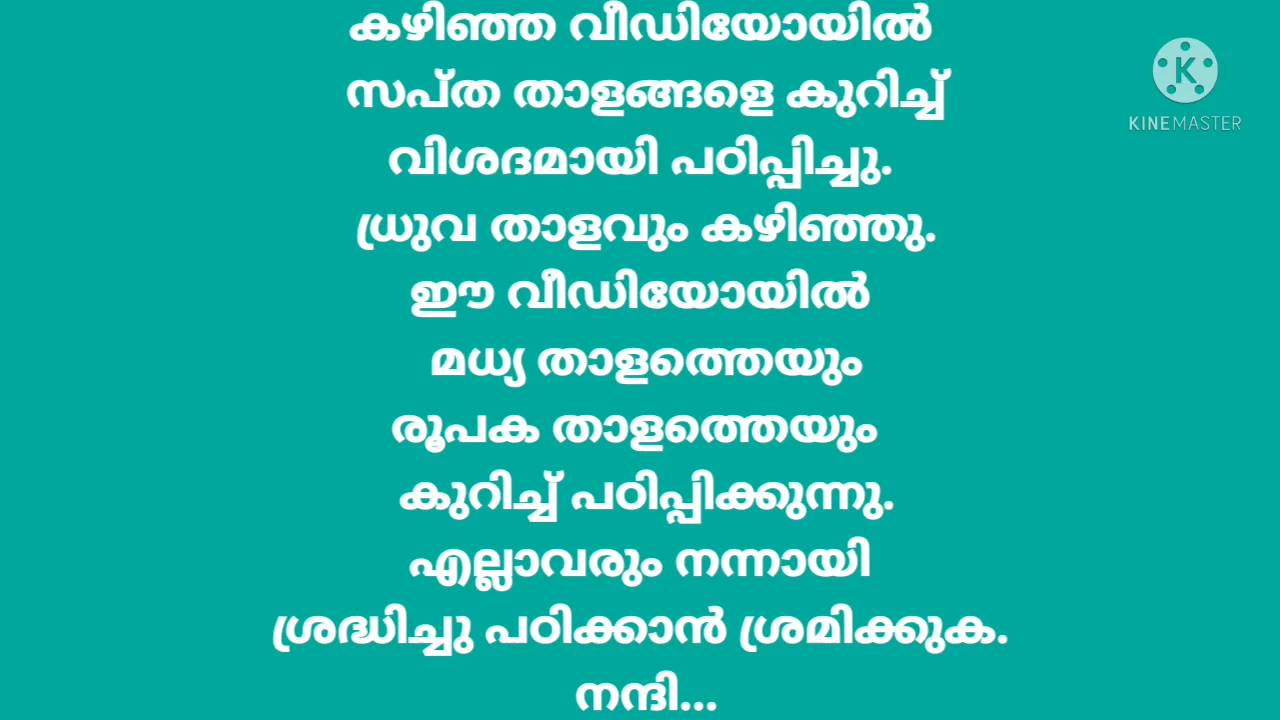 കഴിഞ്ഞ വീഡിയോയിൽ
സപ്ത താളങ്ങളെ കുറിച്ച്
വിശദമായി പഠിപ്പിച്ചു.
ധ്രുവ താളവും കഴിഞ്ഞു.
ഈ വീഡിയോയിൽ
മധ്യ താളത്തെയും
രൂപക താളത്തെയും
കുറിച്ച് പഠിപ്പിക്കുന്നു.
എല്ലാവരും നന്നായി
ശ്രദ്ധിച്ചു പഠിക്കാൻ ശ്രമിക്കുക.
നന്ദി...
K
KINEMASTER